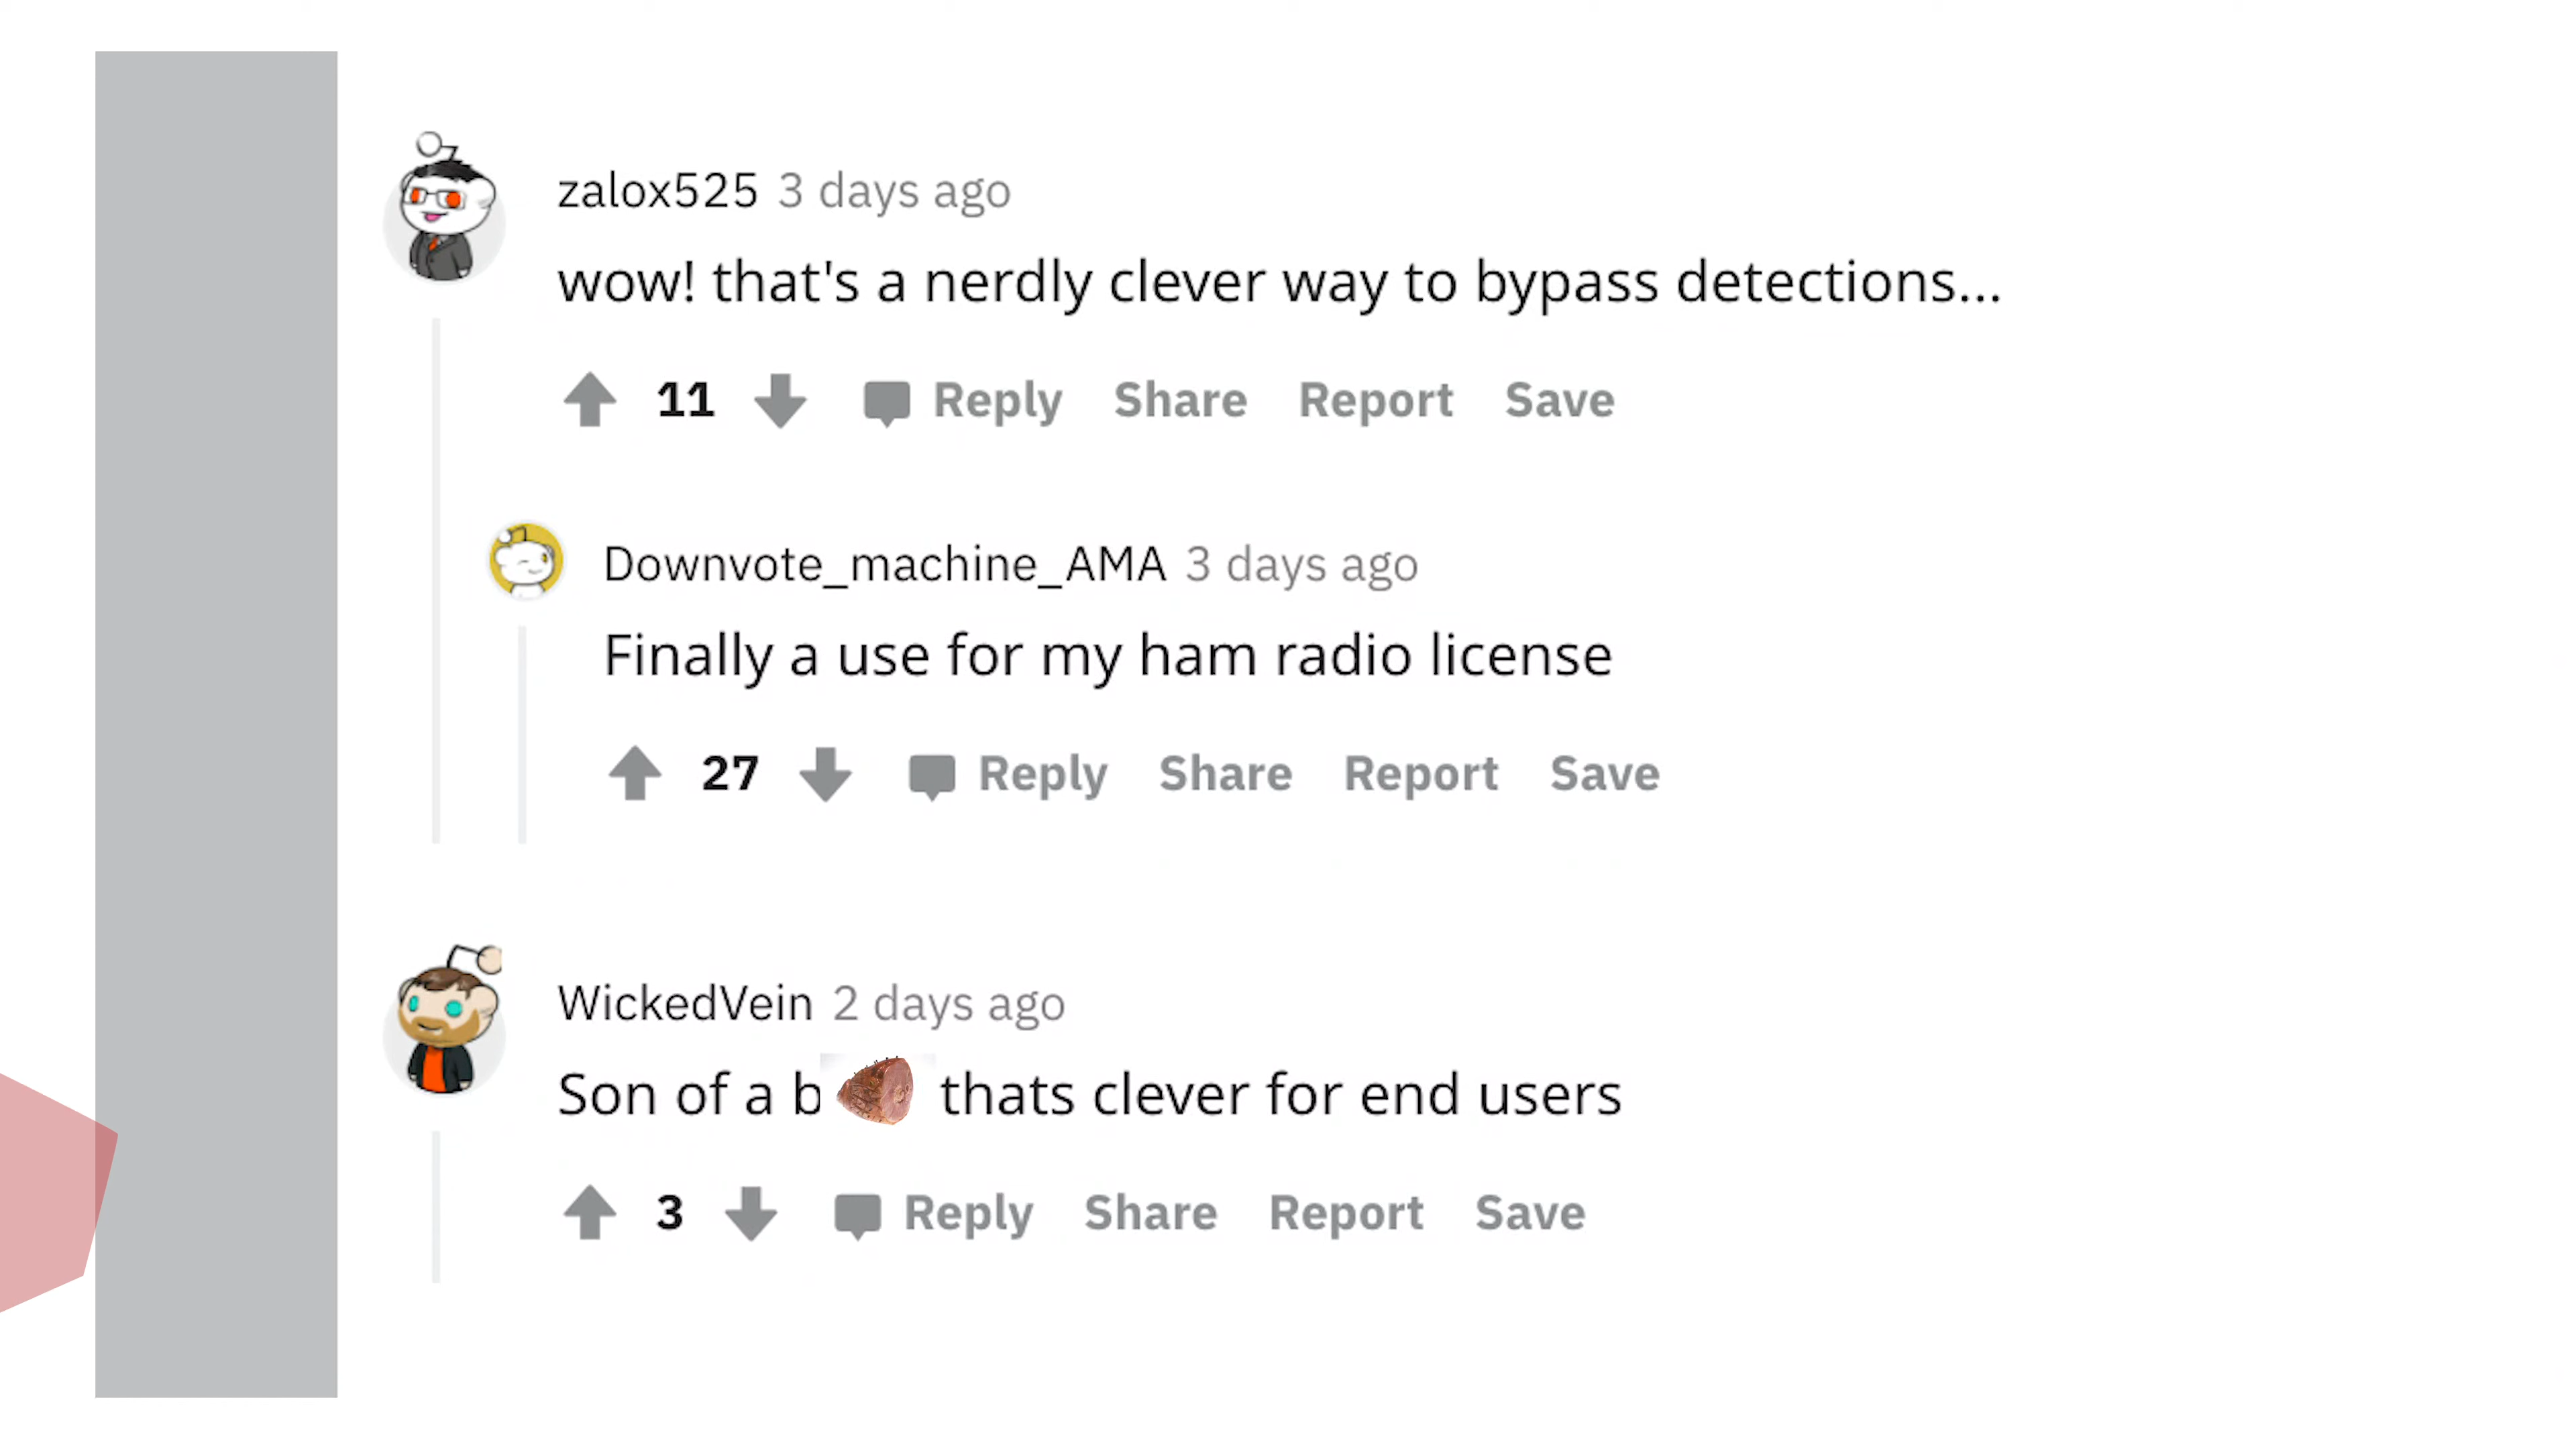 zalox525 3 days ago
wow! that's a nerdly clever way to bypass detections...
11 Reply Share Report Save
Downvote_machine_AMA 3 days ago
Finally a use for my ham radio license
27 Reply Share Report Save
WickedVein 2 days ago
Son of a b thats clever for end users
3 Reply Share Report Save